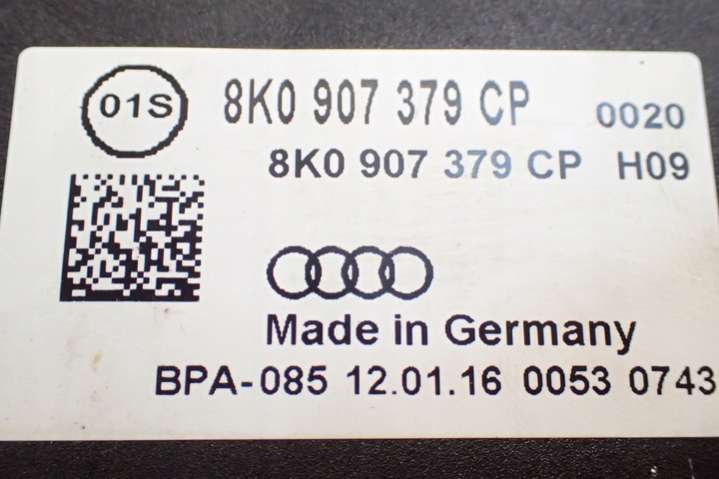 01S 8K0 907 379 CP 0020
8K0 907 379 CP H09
Made in Germany
BPA-085 12.01.16 0053 0743